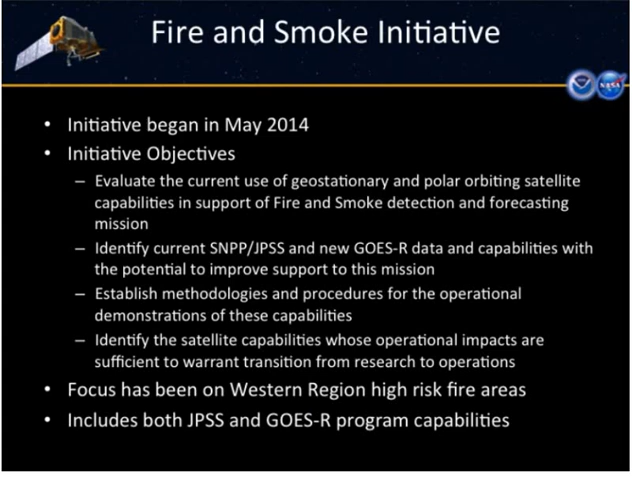 Fire and Smoke Initiative
NASA
• Initiative began in May 2014
• Initiative Objectives
– Evaluate the current use of geostationary and polar orbiting satellite
capabilities in support of Fire and Smoke detection and forecasting
mission
– Identify current SNPP/JPSS and new GOES-R data and capabilities with
the potential to improve support to this mission
– Establish methodologies and procedures for the operational
demonstrations of these capabilities
– Identify the satellite capabilities whose operational impacts are
sufficient to warrant transition from research to operations
• Focus has been on Western Region high risk fire areas
• Includes both JPSS and GOES-R program capabilities